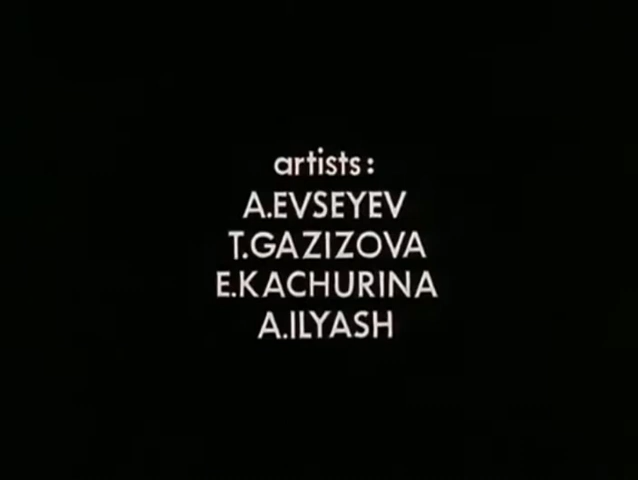 artists:
A.EVSEYEV
T.GAZIZOVA
E.KACHURINA
A.ILYASH